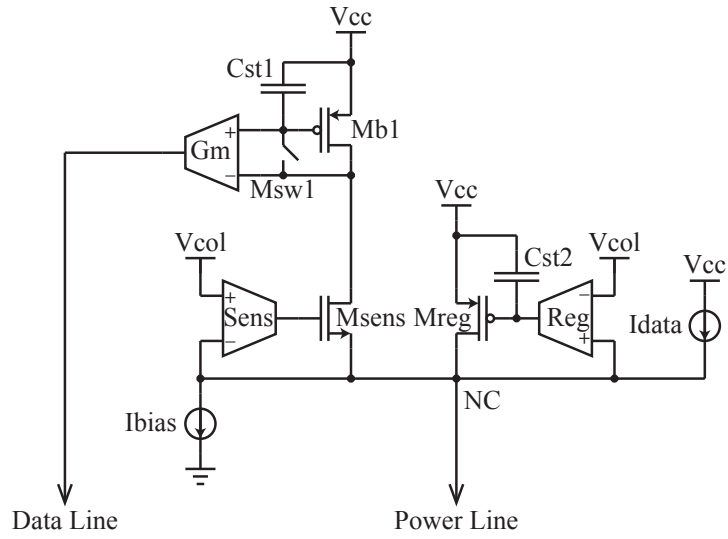 Vcc
Cst1
+
Gm
Mb1
−
Msw1
Vcc
Vcol
Cst2
Vcol
Vcc
+
Sens
Msens
Mreg
−
Reg
Idata
−
+
NC
Ibias
Data Line
Power Line